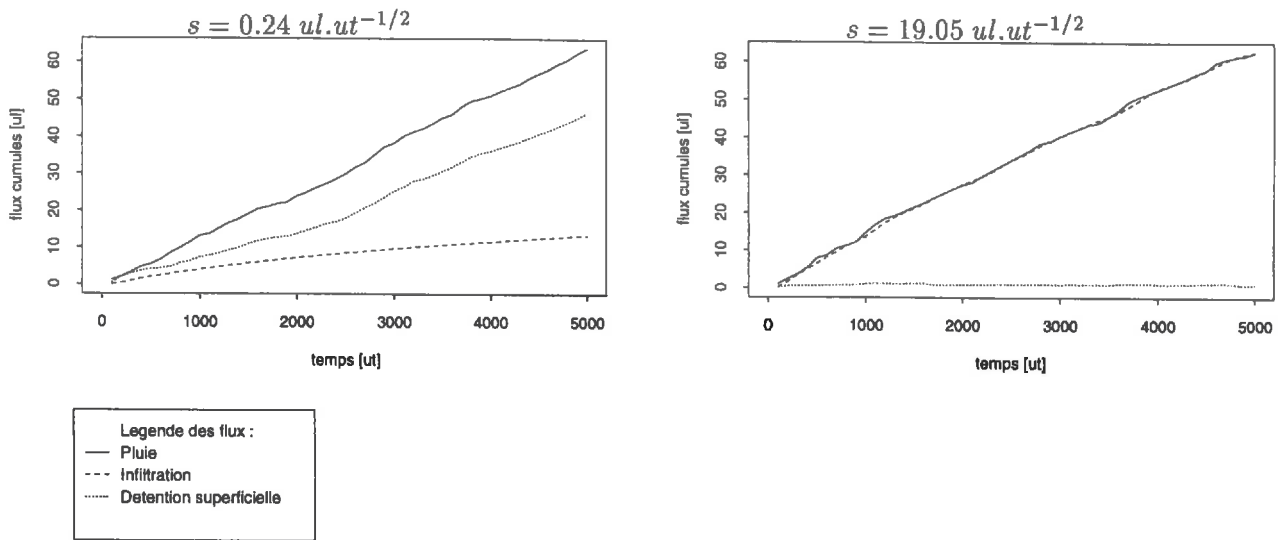 s = 0.24 ul.ut^{-1/2}
flux cumules [ul]
60
50
40
30
20
10
0
0 1000 2000 3000 4000 5000
temps [ut]
s = 19.05 ul.ut^{-1/2}
flux cumules [ul]
60
50
40
30
20
10
0
0 1000 2000 3000 4000 5000
temps [ut]
Legende des flux :
Pluie
Infiltration
Detention superficielle